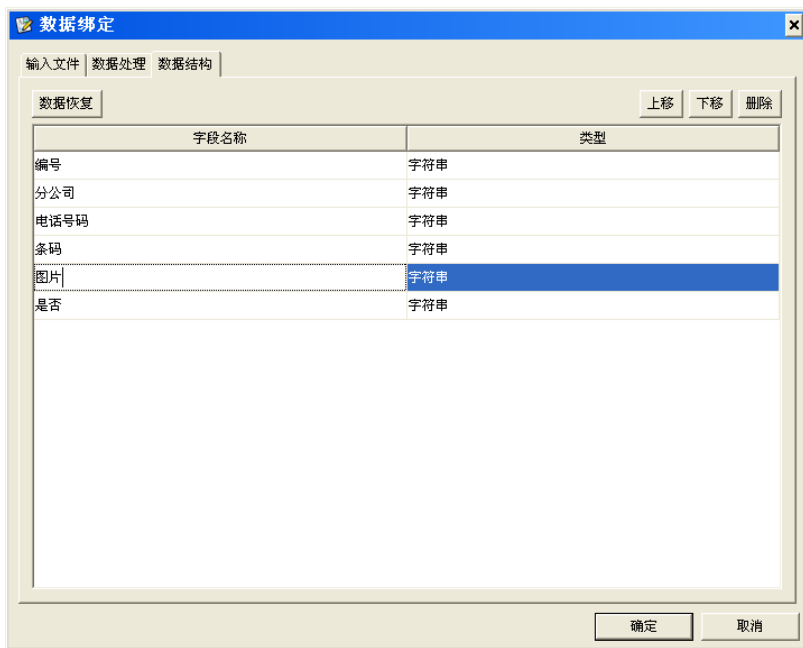 数据绑定
输入文件 数据处理 数据结构
数据恢复 上移 下移 删除
字段名称 类型
编号 字符串
分公司 字符串
电话号码 字符串
条码 字符串
图片 字符串
是否 字符串
确定 取消